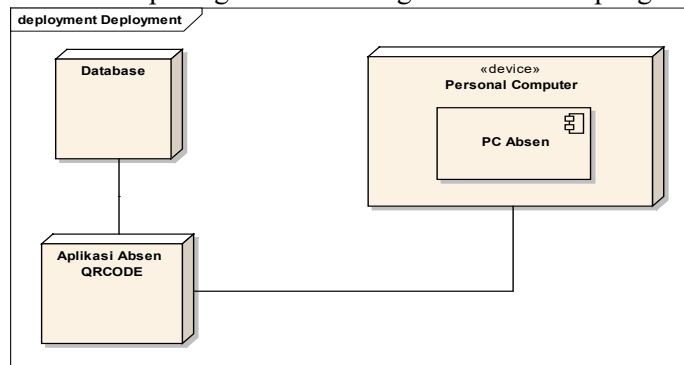 deployment Deployment
Database
«device»
Personal Computer
PC Absen
Aplikasi Absen
QRCODE